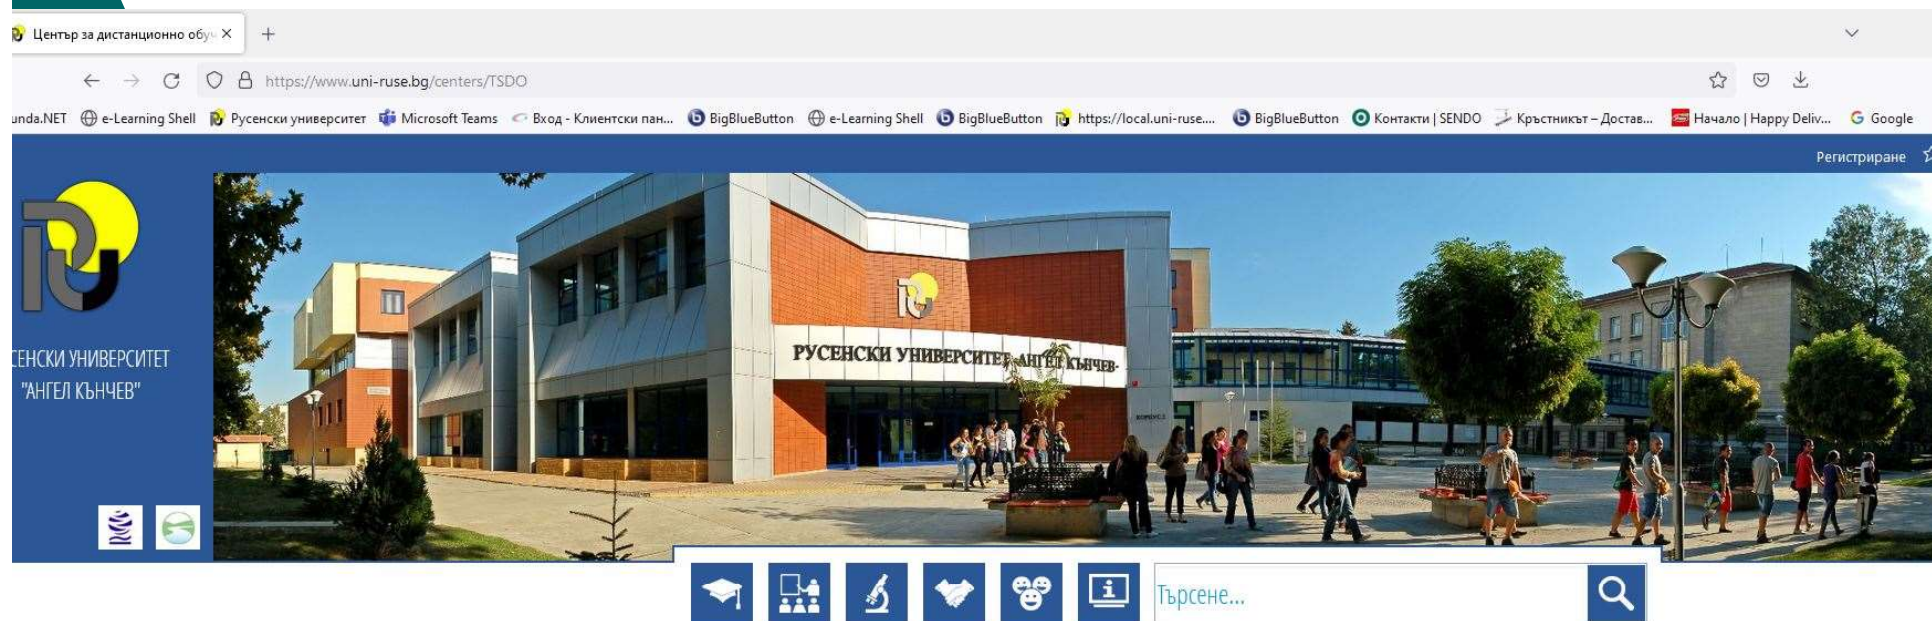 Център за дистанционно обуч
https://www.uni-ruse.bg/centers/TSDO
unda.NET e-Learning Shell Русенски университет Microsoft Teams Вход - Клиентски пан... BigBlueButton e-Learning Shell BigBlueButton https://local.uni-ruse.... BigBlueButton Контакти | SENDO Кръстникът – Достав... Начало | Happy Deliv... Google
Регистриране
РУСЕНСКИ УНИВЕРСИТЕТ „АНГЕЛ КЪНЧЕВ"
СЕНСКИ УНИВЕРСИТЕТ
"АНГЕЛ КЪНЧЕВ"
Търсене...